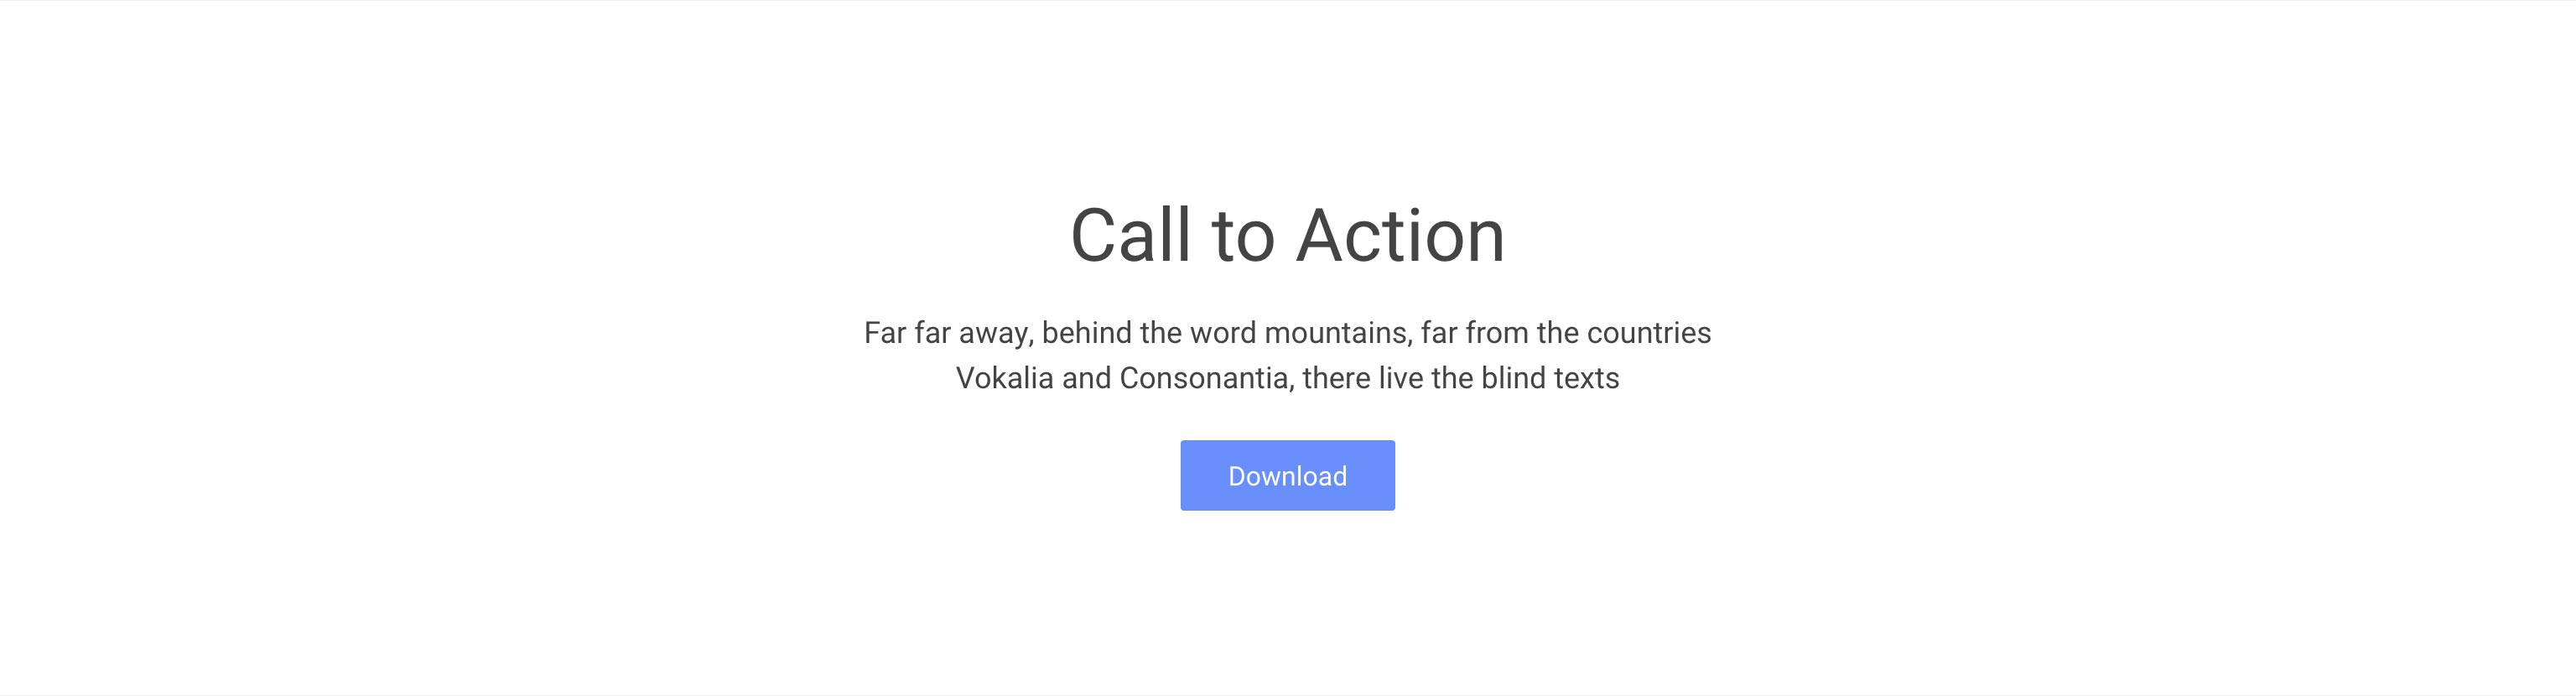 Call to Action
Far far away, behind the word mountains, far from the countries
Vokalia and Consonantia, there live the blind texts
Download